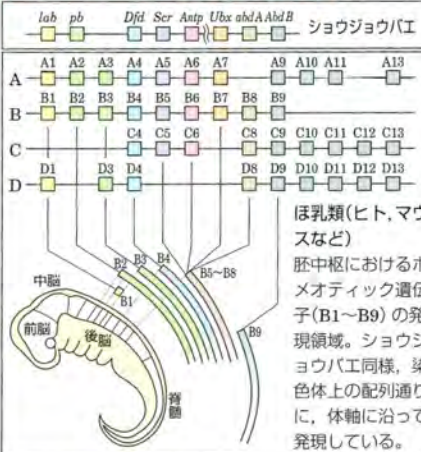 lab pb Dfd Scr Antp Ubx abdA AbdB ショウジョウバエ
A1 A2 A3 A4 A5 A6 A7 A9 A10 A11 A13
A
B1 B2 B3 B4 B5 B6 B7 B8 B9
B
C4 C5 C6 C8 C9 C10 C11 C12 C13
C
D1 D3 D4 D8 D9 D10 D11 D12 D13
D
ほ乳類(ヒト,マウ
スなど)
胚中枢におけるホ
メオティック遺伝
子(B1~B9)の発
現領域。ショウジ
ョウバエ同様,染
色体上の配列通り
に,体軸に沿って
発現している。
B2 B3 B4 B5~B8
B1
B9
中脳
前脳
後脳
脊髄